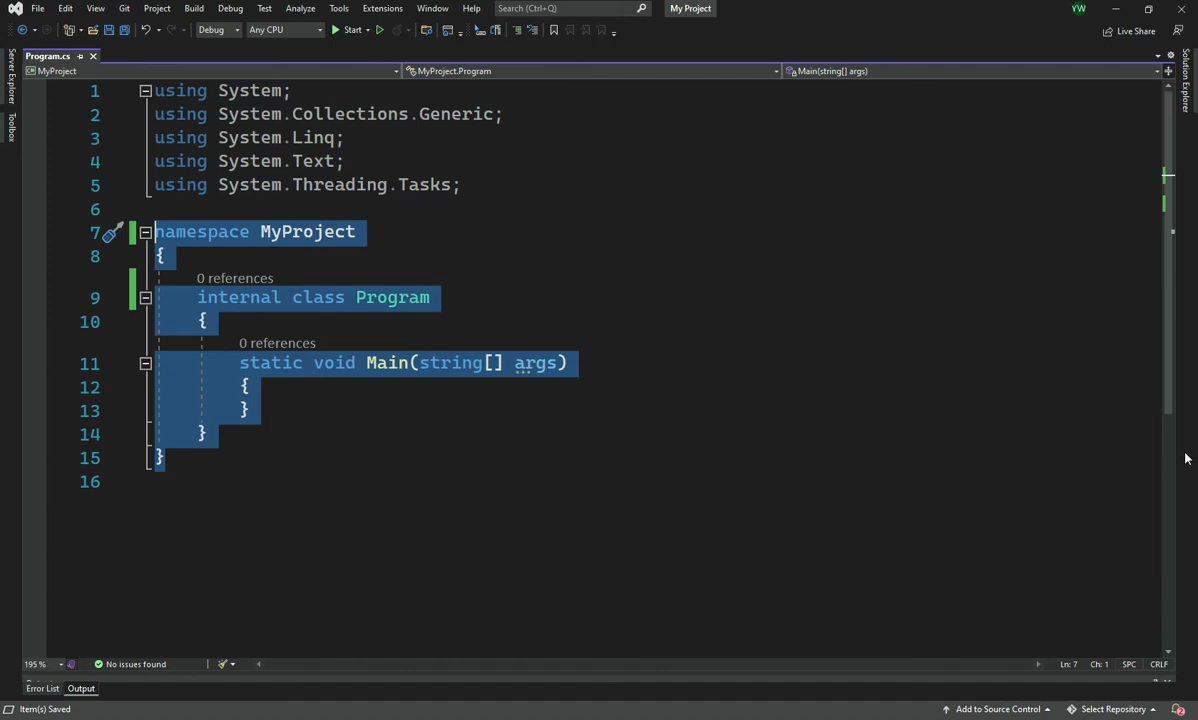 File Edit View Git Project Build Debug Test Analyze Tools Extensions Window Help Search (Ctrl+Q) My Project YW
Debug Any CPU Start Live Share
Program.cs
MyProject MyProject.Program Main(string[] args)
Server Explorer
Toolbox
Solution Explorer
1 using System;
2 using System.Collections.Generic;
3 using System.Linq;
4 using System.Text;
5 using System.Threading.Tasks;
6
7 namespace MyProject
8 {
0 references
9 internal class Program
10 {
0 references
11 static void Main(string[] args)
12 {
13 }
14 }
15 }
16
195 % No issues found Ln: 7 Ch: 1 SPC CRLF
Error List Output
Item(s) Saved Add to Source Control Select Repository 2